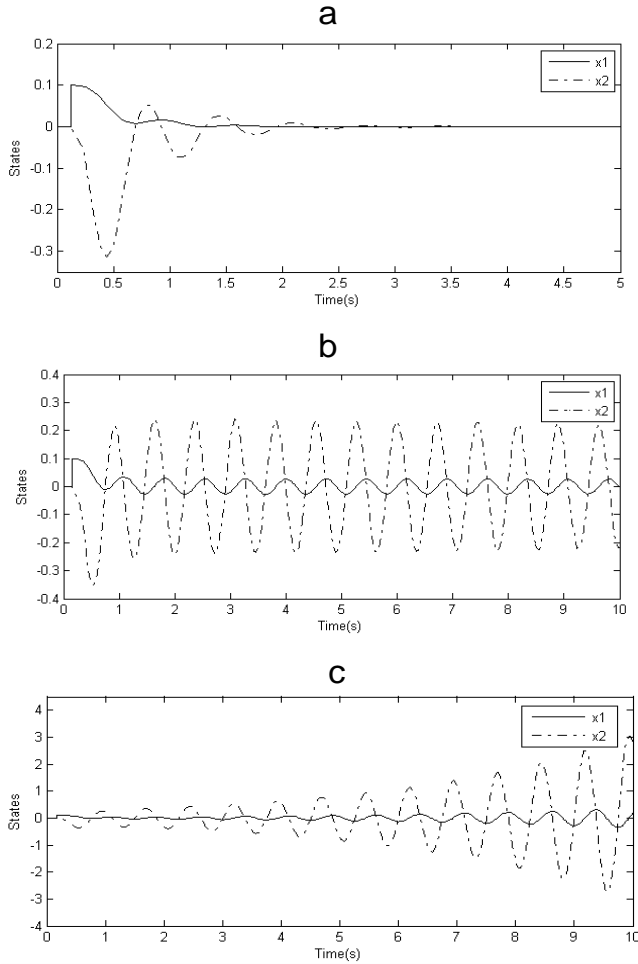 a
0.2
0.1
0
-0.1
-0.2
-0.3
States
x1
x2
0 0.5 1 1.5 2 2.5 3 3.5 4 4.5 5
Time(s)
b
0.4
0.3
0.2
0.1
0
-0.1
-0.2
-0.3
-0.4
States
x1
x2
0 1 2 3 4 5 6 7 8 9 10
Time(s)
c
4
3
2
1
0
-1
-2
-3
-4
States
x1
x2
0 1 2 3 4 5 6 7 8 9 10
Time(s)